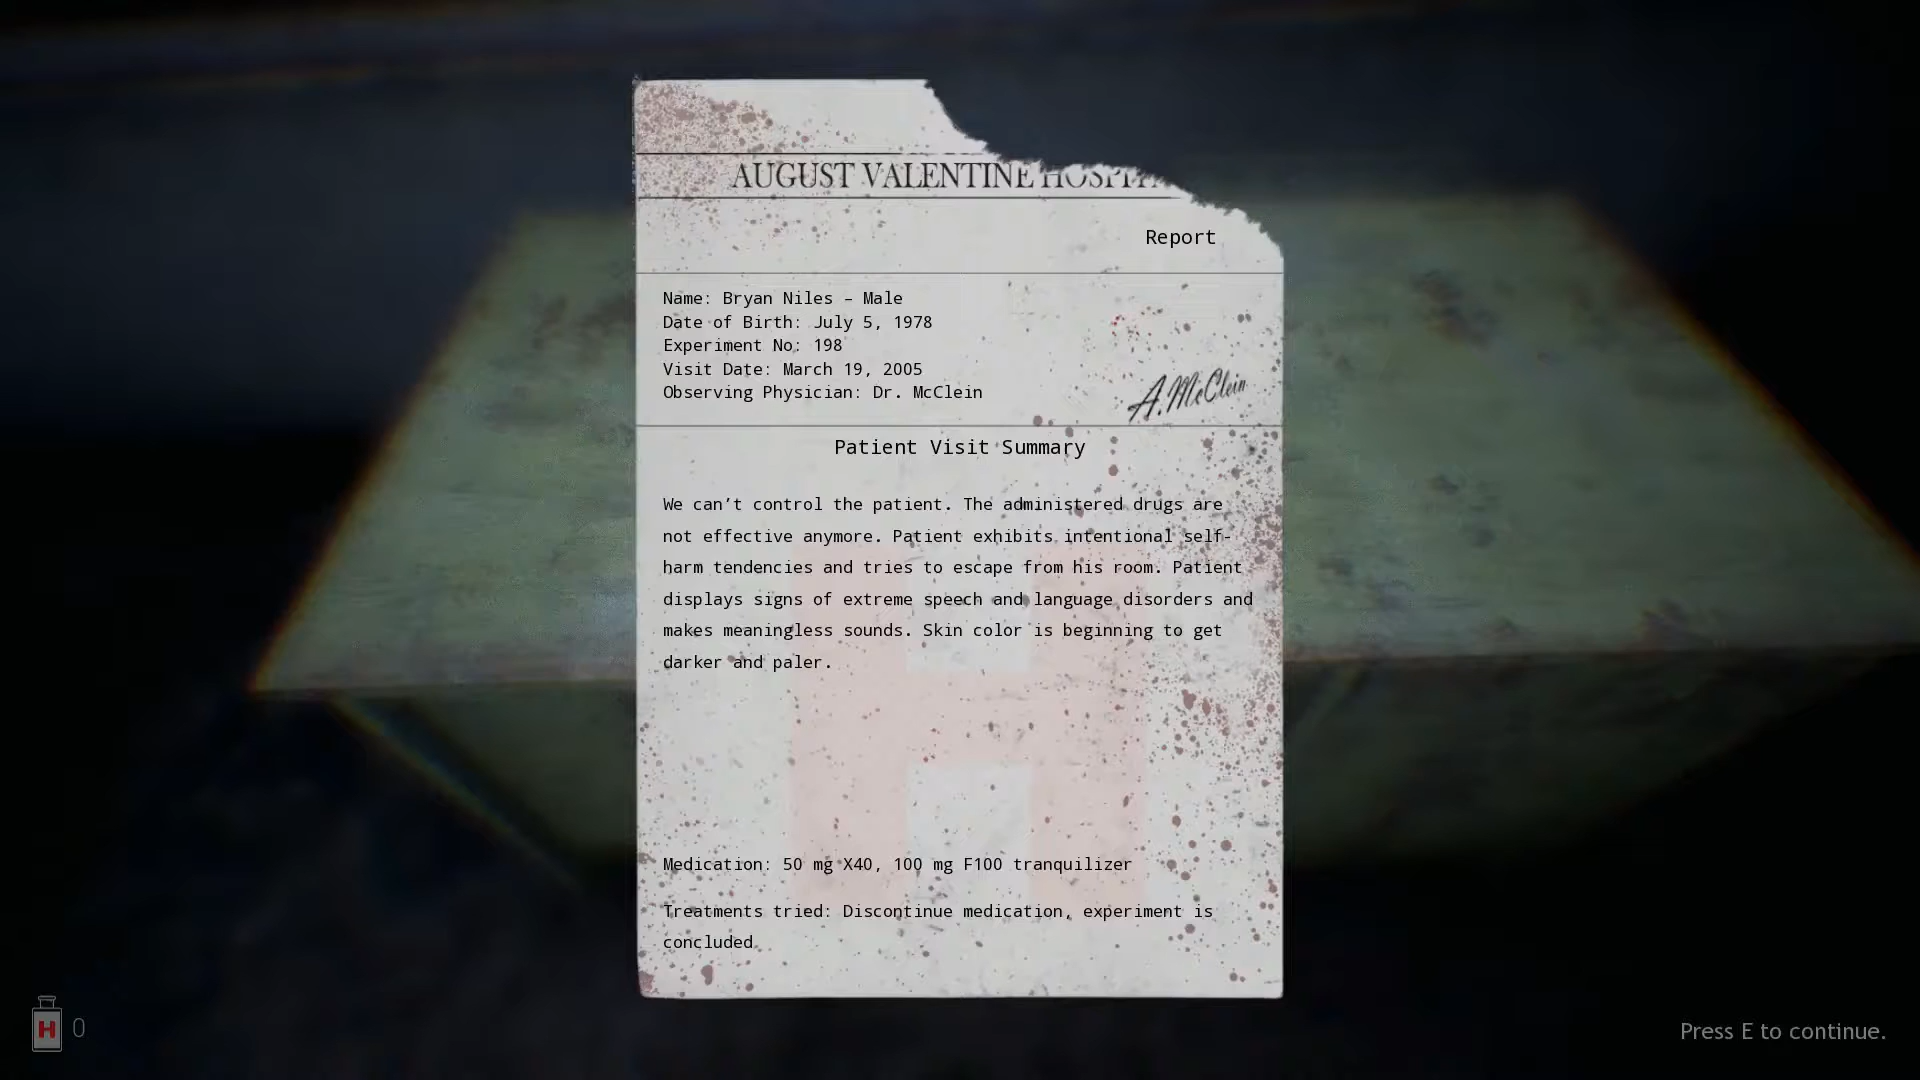 AUGUST VALENTINE HOSPITA
Report
Name: Bryan Niles – Male
Date of Birth: July 5, 1978
Experiment No: 198
Visit Date: March 19, 2005
Observing Physician: Dr. McClein
A.McClein
Patient Visit Summary
We can’t control the patient. The administered drugs are
not effective anymore. Patient exhibits intentional self-
harm tendencies and tries to escape from his room. Patient
displays signs of extreme speech and language disorders and
makes meaningless sounds. Skin color is beginning to get
darker and paler.
H
Medication: 50 mg X40, 100 mg F100 tranquilizer
Treatments tried: Discontinue medication, experiment is
concluded.
H 0
Press E to continue.